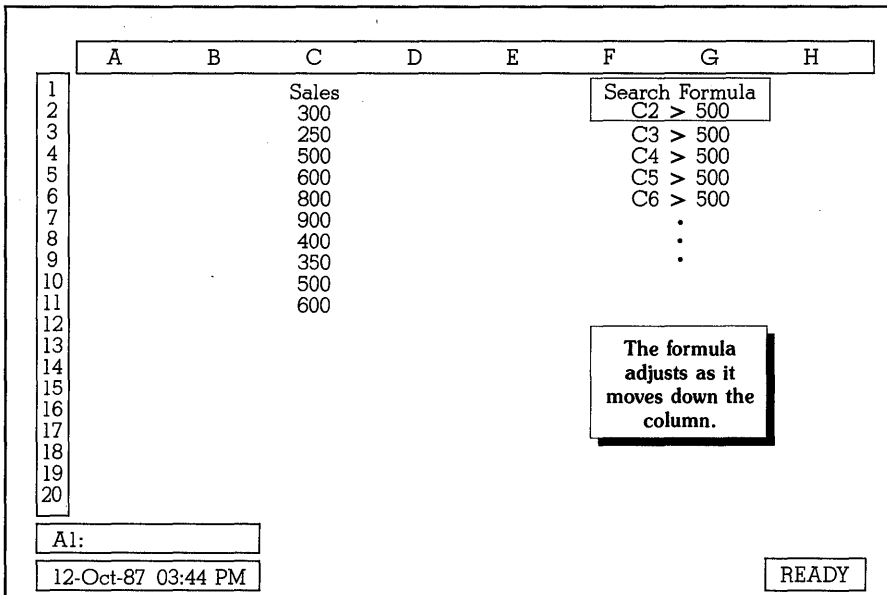 A B C D E F G H
1 Sales Search Formula
2 300 C2 > 500
3 250 C3 > 500
4 500 C4 > 500
5 600 C5 > 500
6 800 C6 > 500
7 900 •
8 400 •
9 350 •
10 500
11 600
12
13 The formula
14 adjusts as it
15 moves down the
16 column.
17
18
19
20
A1:
12-Oct-87 03:44 PM READY